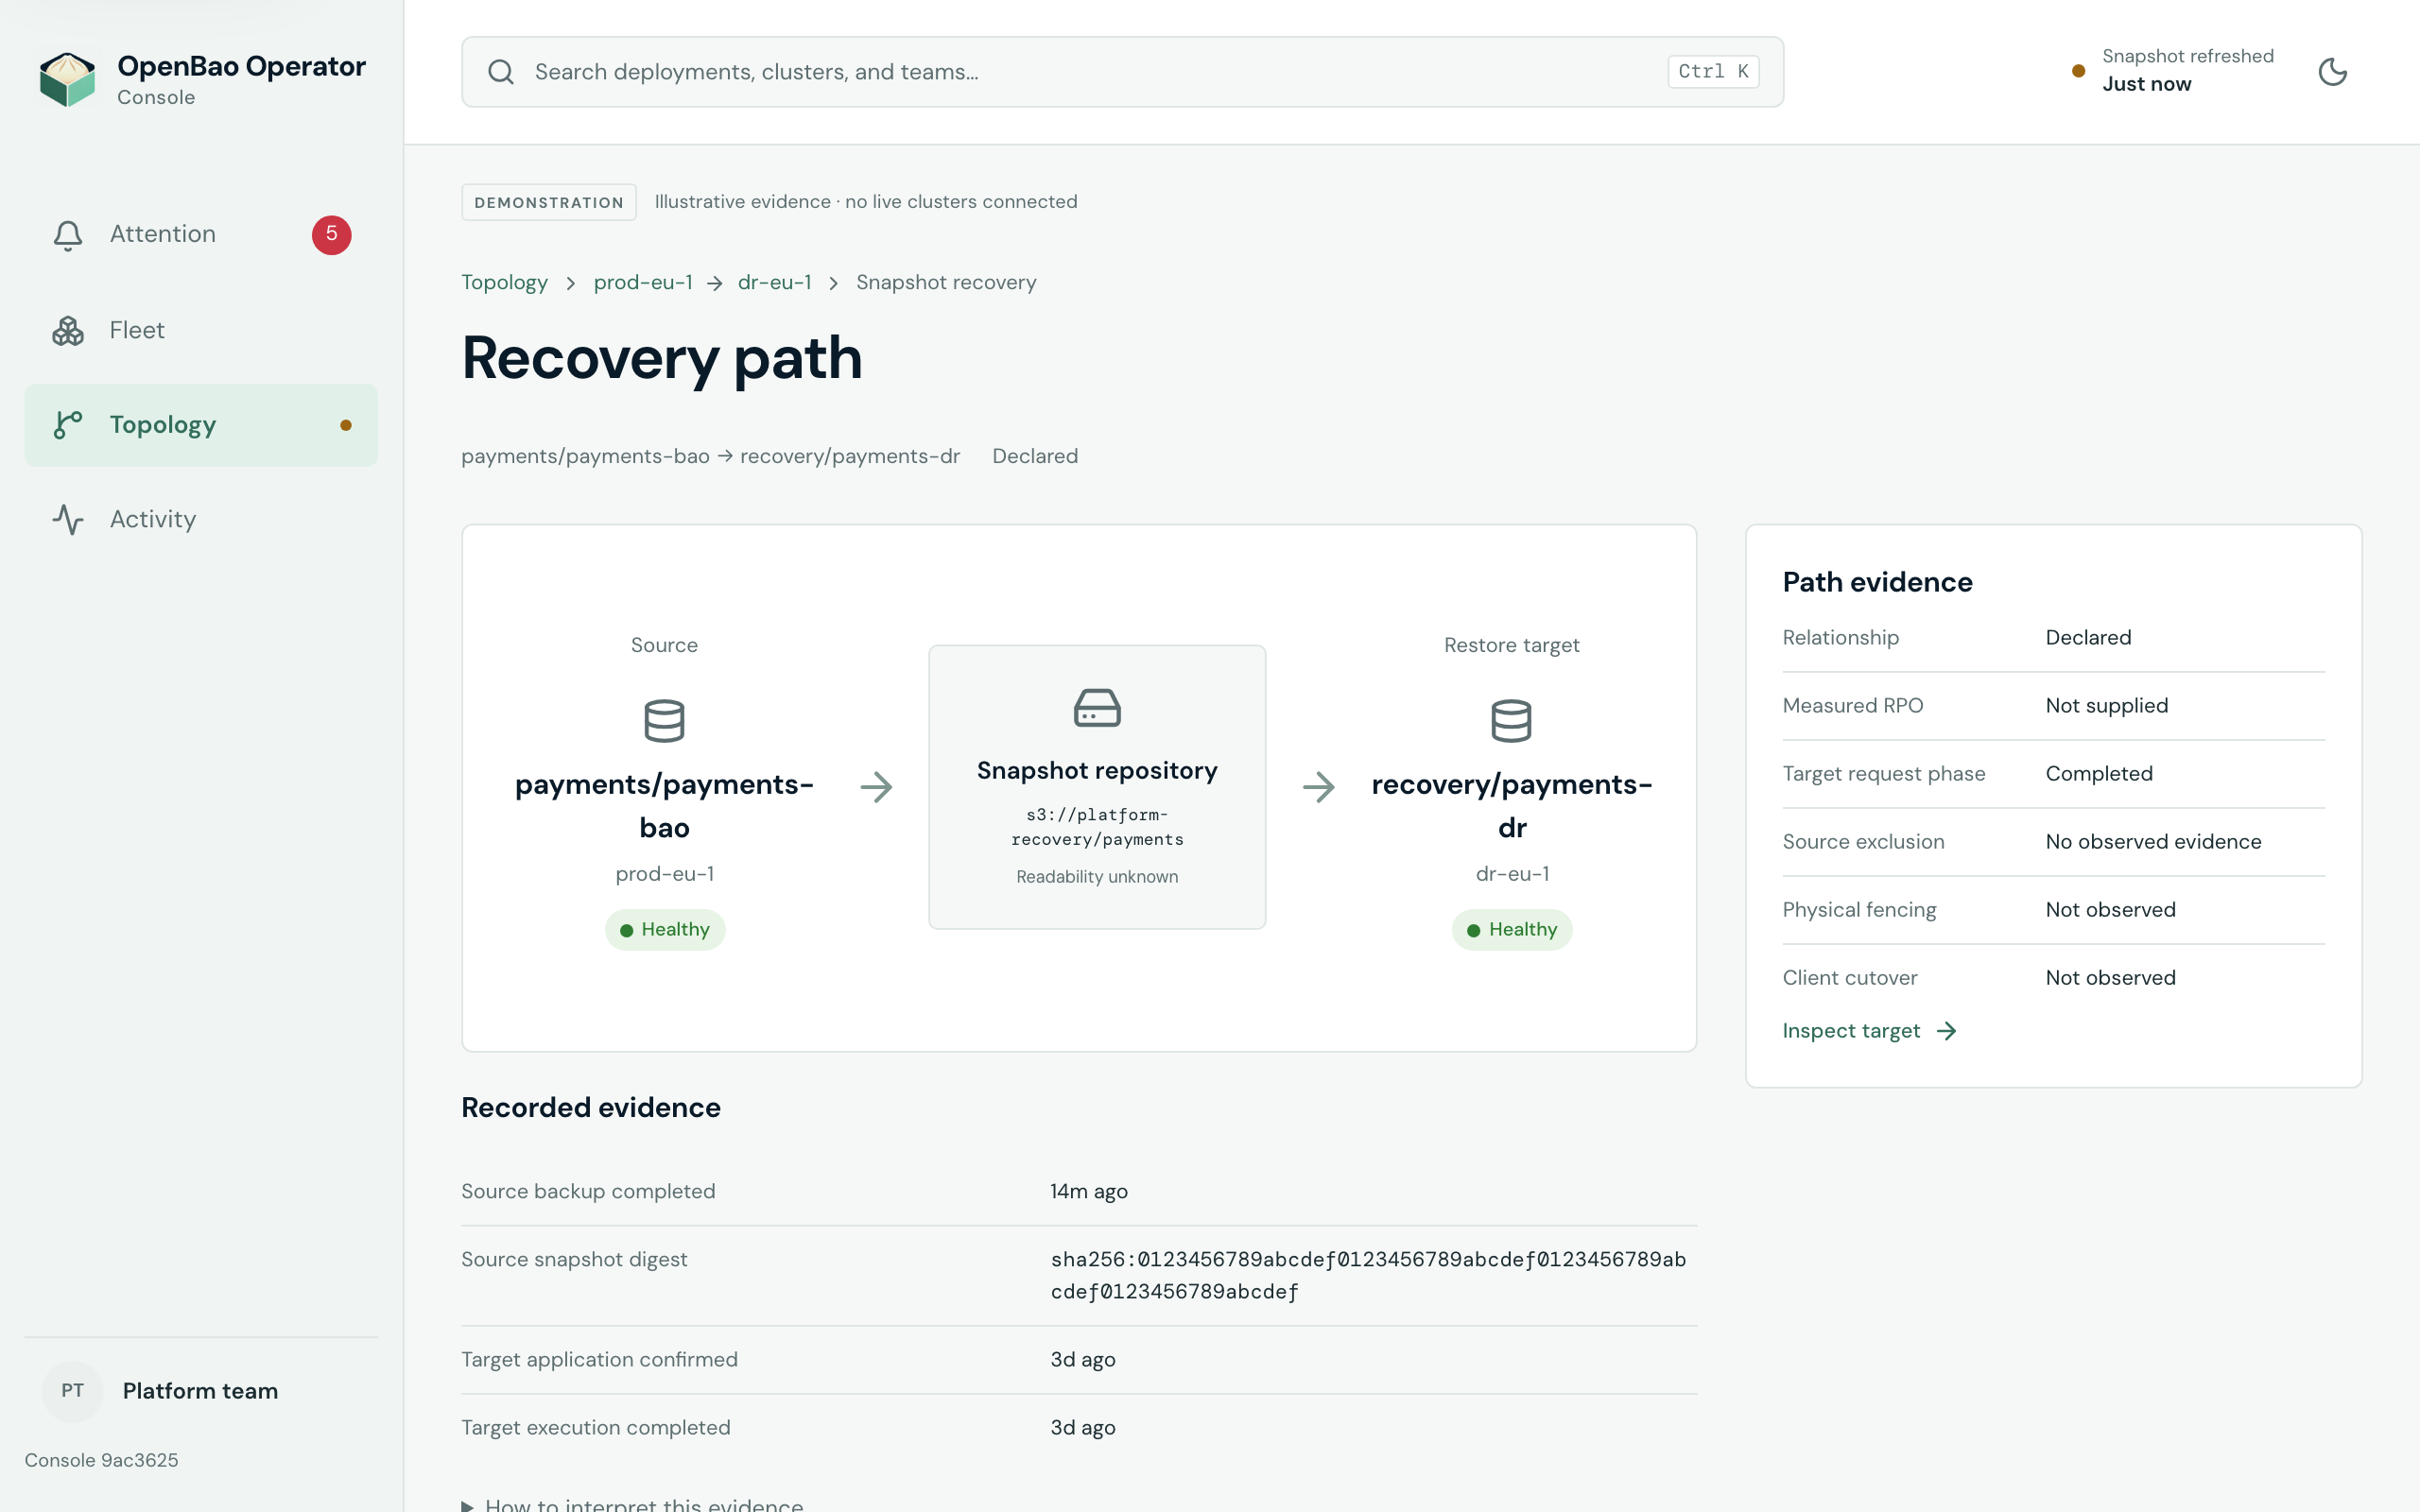 OpenBao Operator
Console
Search deployments, clusters, and teams...
Ctrl K
Snapshot refreshed
Just now
Attention
5
Fleet
Topology
Activity
DEMONSTRATION
Illustrative evidence · no live clusters connected
Topology > prod-eu-1 → dr-eu-1 > Snapshot recovery
Recovery path
payments/payments-bao → recovery/payments-dr Declared
Source
payments/payments-
bao
prod-eu-1
Healthy
Snapshot repository
s3://platform-
recovery/payments
Readability unknown
Restore target
recovery/payments-
dr
dr-eu-1
Healthy
Path evidence
Relationship Declared
Measured RPO Not supplied
Target request phase Completed
Source exclusion No observed evidence
Physical fencing Not observed
Client cutover Not observed
Inspect target →
Recorded evidence
Source backup completed 14m ago
Source snapshot digest sha256:0123456789abcdef0123456789abcdef0123456789ab
cdef0123456789abcdef
Target application confirmed 3d ago
Target execution completed 3d ago
How to interpret this evidence
PT
Platform team
Console 9ac3625